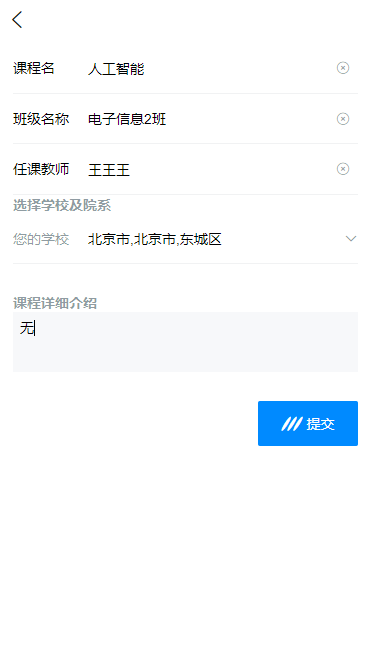 课程名 人工智能
班级名称 电子信息2班
任课教师 王王王
选择学校及院系
您的学校 北京市,北京市,东城区
课程详细介绍
无
提交